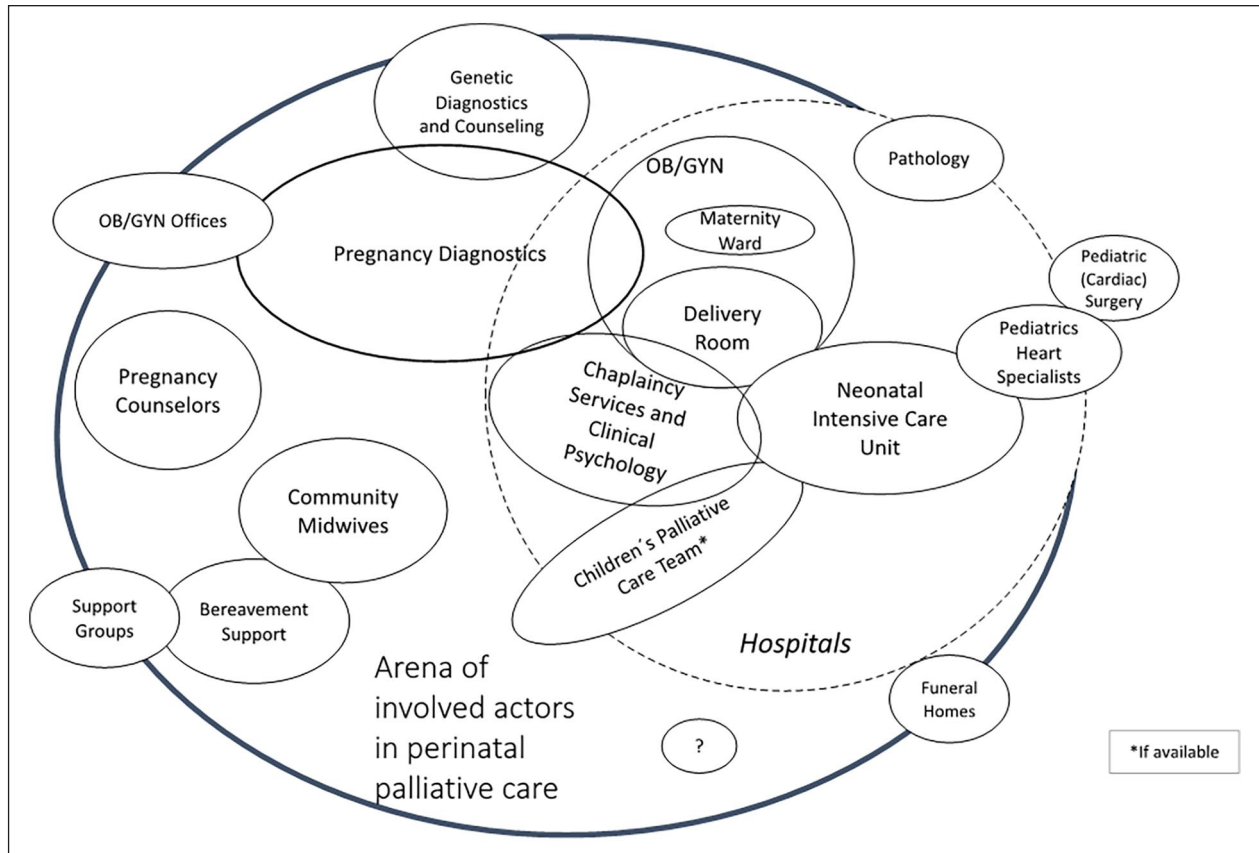 Genetic
Diagnostics
and Counseling
OB/GYN
Pathology
OB/GYN Offices
Maternity
Ward
Pregnancy Diagnostics
Pediatric
(Cardiac)
Surgery
Delivery
Room
Pediatrics
Heart
Specialists
Pregnancy
Counselors
Chaplaincy
Services and
Clinical
Psychology
Neonatal
Intensive Care
Unit
Community
Midwives
Children´s Palliative
Care Team*
Support
Groups
Bereavement
Support
Hospitals
Arena of
involved actors
in perinatal
palliative care
Funeral
Homes
?
*If available